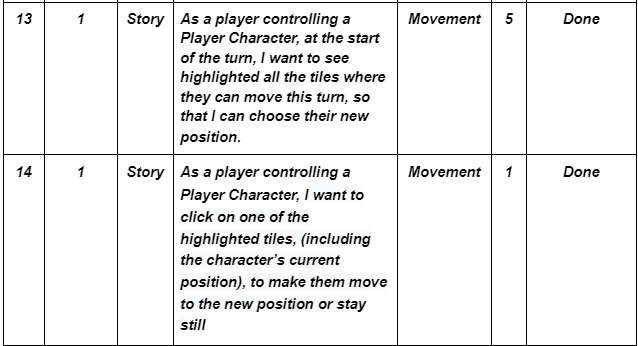 13 1 Story As a player controlling a Movement 5 Done
Player Character, at the start
of the turn, I want to see
highlighted all the tiles where
they can move this turn, so
that I can choose their new
position.
14 1 Story As a player controlling a Movement 1 Done
Player Character, I want to
click on one of the
highlighted tiles, (including
the character’s current
position), to make them move
to the new position or stay
still